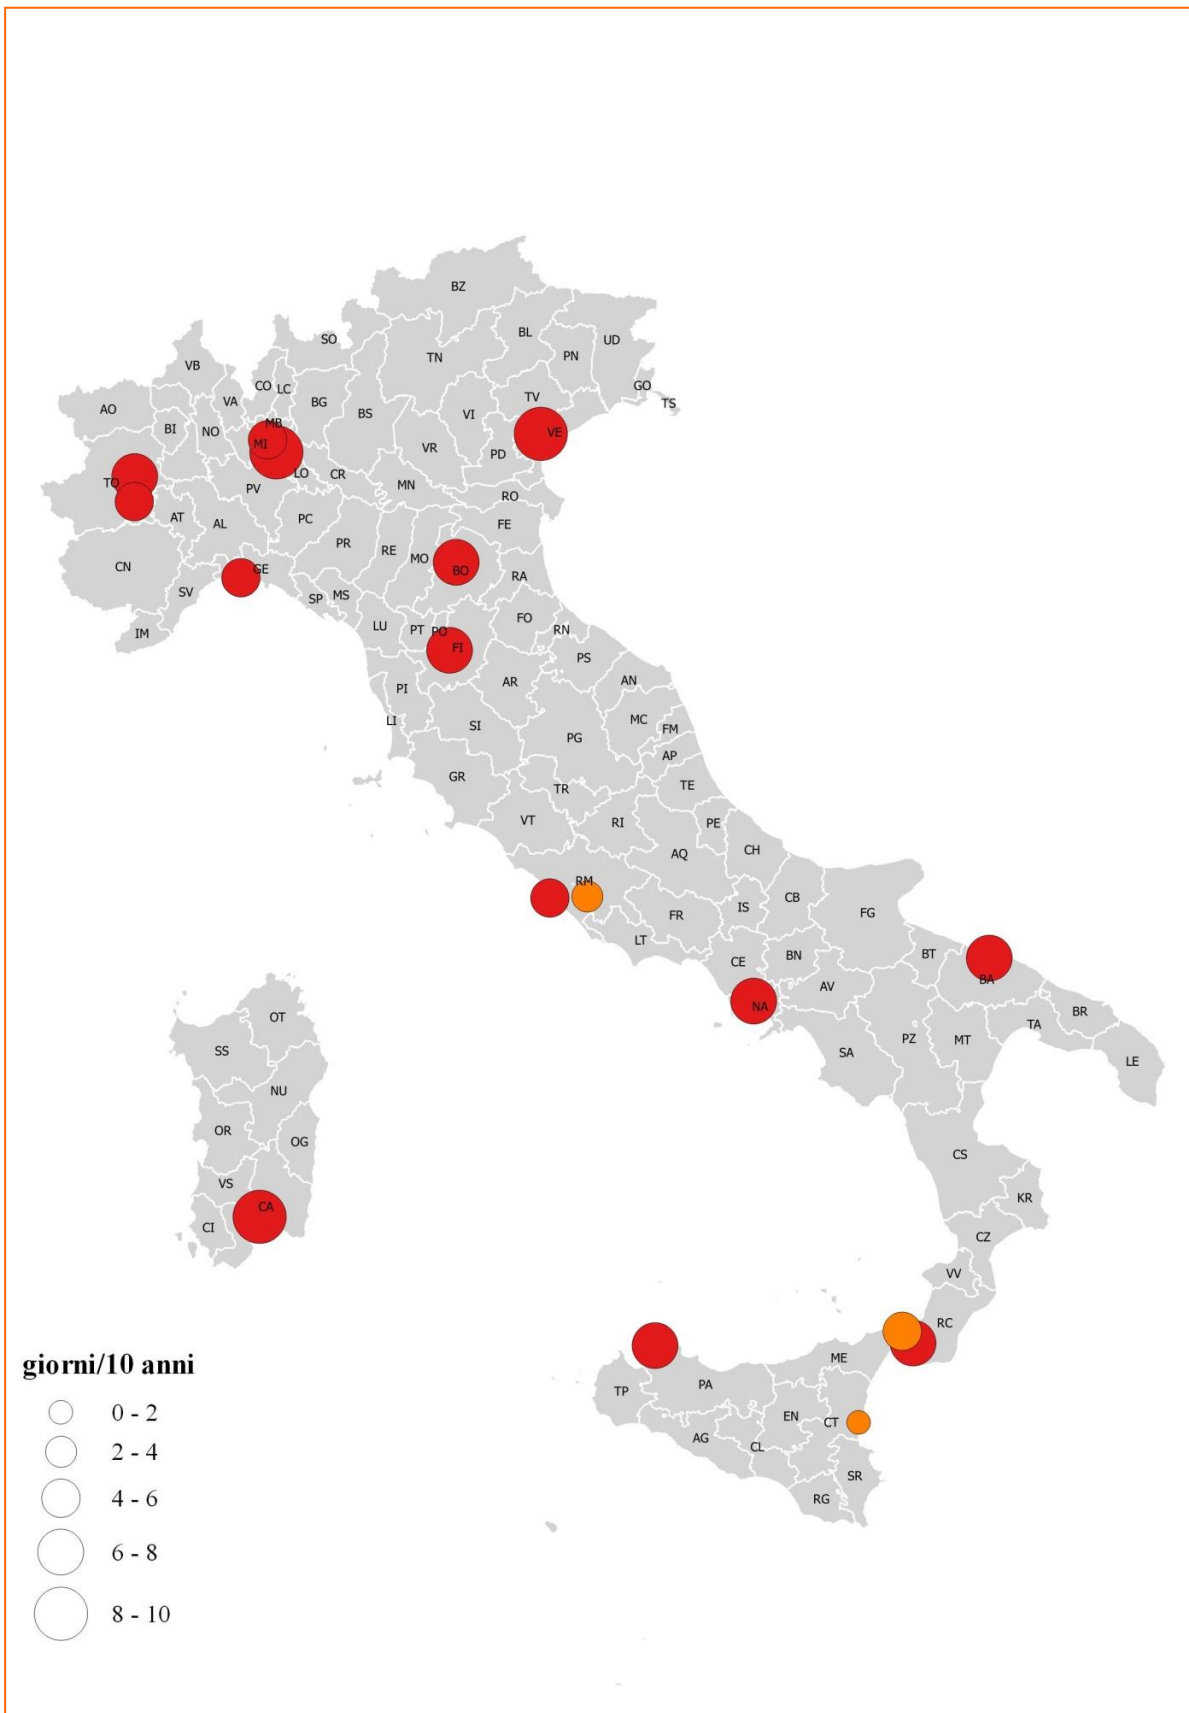 BZ
SO
BL
UD
VB
TN
PN
CO
LC
GO
AO
VA
BG
BS
TV
TS
BI
NO
MB
VI
VE
MI
VR
PD
TO
LO
CR
PV
MN
RO
AT
AL
PC
FE
CN
PR
RE
MO
GE
BO
RA
SV
SP
MS
IM
LU
PT
PO
FO
RN
FI
PS
PI
AR
AN
LI
SI
MC
FM
PG
AP
GR
TR
TE
VT
RI
PE
AQ
CH
RM
IS
CB
FR
FG
LT
CE
BN
BT
AV
BA
NA
BR
OT
TA
SS
SA
PZ
MT
LE
NU
OR
OG
CS
VS
KR
CA
CI
CZ
VV
RC
ME
TP
PA
EN
CT
AG
CL
SR
RG
giorni/10 anni
0 - 2
2 - 4
4 - 6
6 - 8
8 - 10